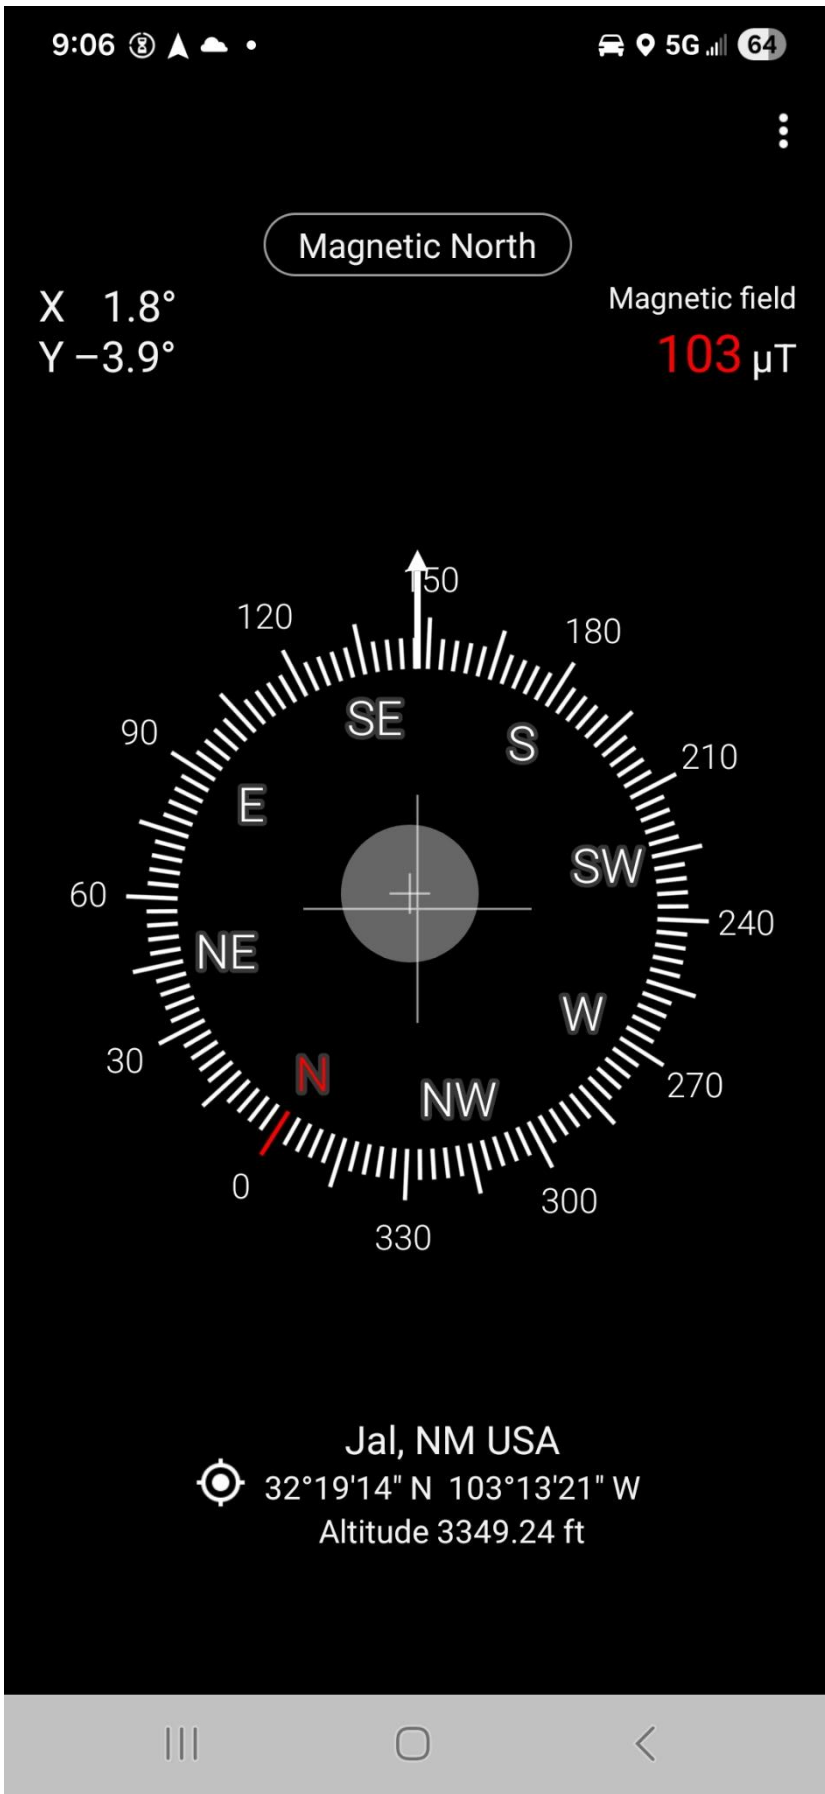 9:06 5G 64
Magnetic North
X 1.8°
Y −3.9°
Magnetic field
103 µT
150
120
180
SE
S
90
210
E
SW
60
240
NE
W
30
N
NW
270
0
300
330
Jal, NM USA
32°19'14" N 103°13'21" W
Altitude 3349.24 ft